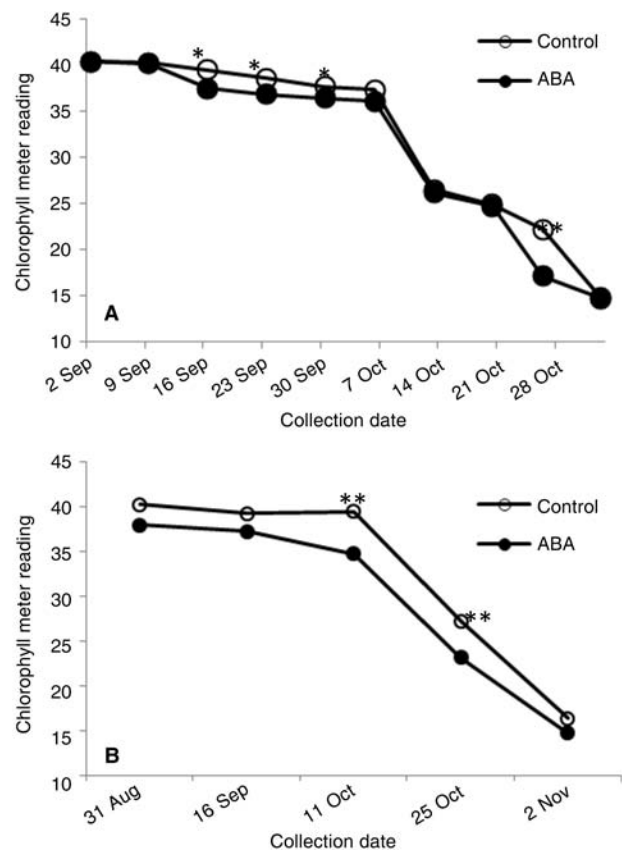 45
40
35
30
25
20
15
10
Chlorophyll meter reading
*
*
*
**
Control
ABA
A
2 Sep
9 Sep
16 Sep
23 Sep
30 Sep
7 Oct
14 Oct
21 Oct
28 Oct
Collection date
45
40
35
30
25
20
15
10
Chlorophyll meter reading
**
**
Control
ABA
B
31 Aug
16 Sep
11 Oct
25 Oct
2 Nov
Collection date